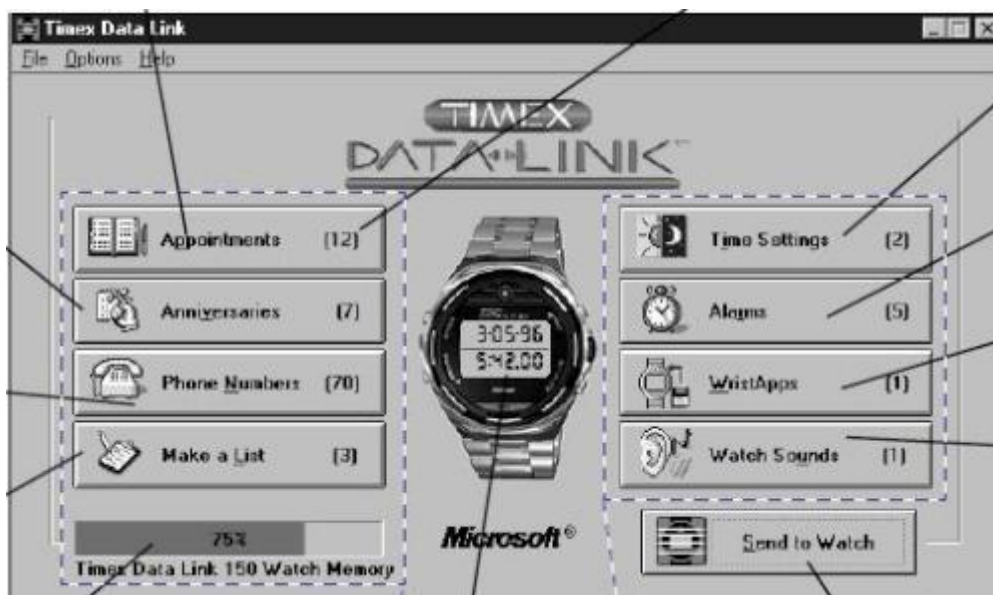 Timex Data Link
File Options Help
TIMEX
DATA LINK
Appointments (12)
Anniversaries (7)
Phone Numbers (70)
Make a List (3)
75%
Timex Data Link 150 Watch Memory
3-05-96
5:42.00
Microsoft®
Time Settings (2)
Alarms (5)
WristApps (1)
Watch Sounds (1)
Send to Watch